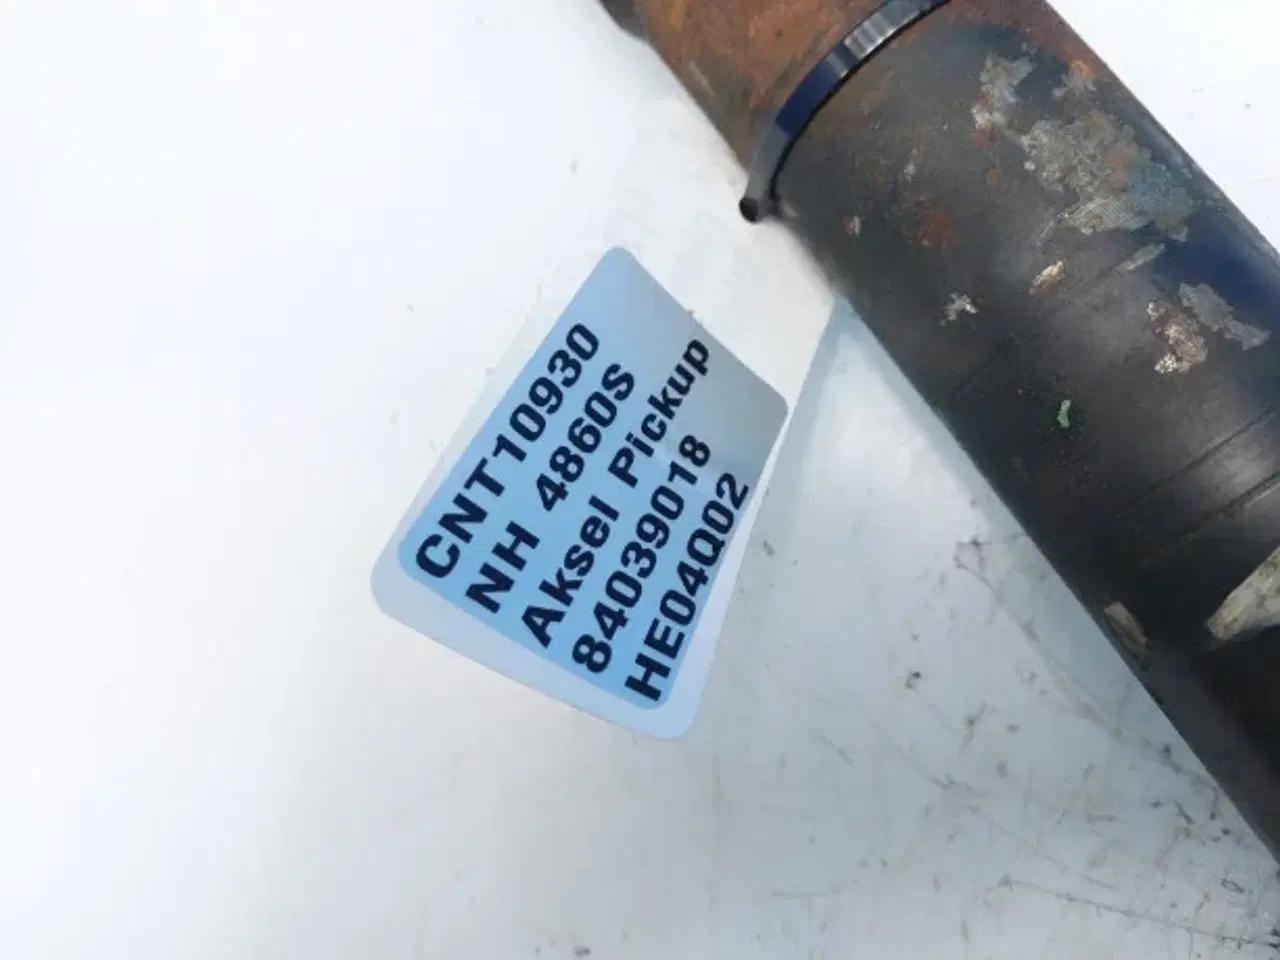 CNT10930
NH 4860S
Aksel Pickup
84039018
HE04Q02